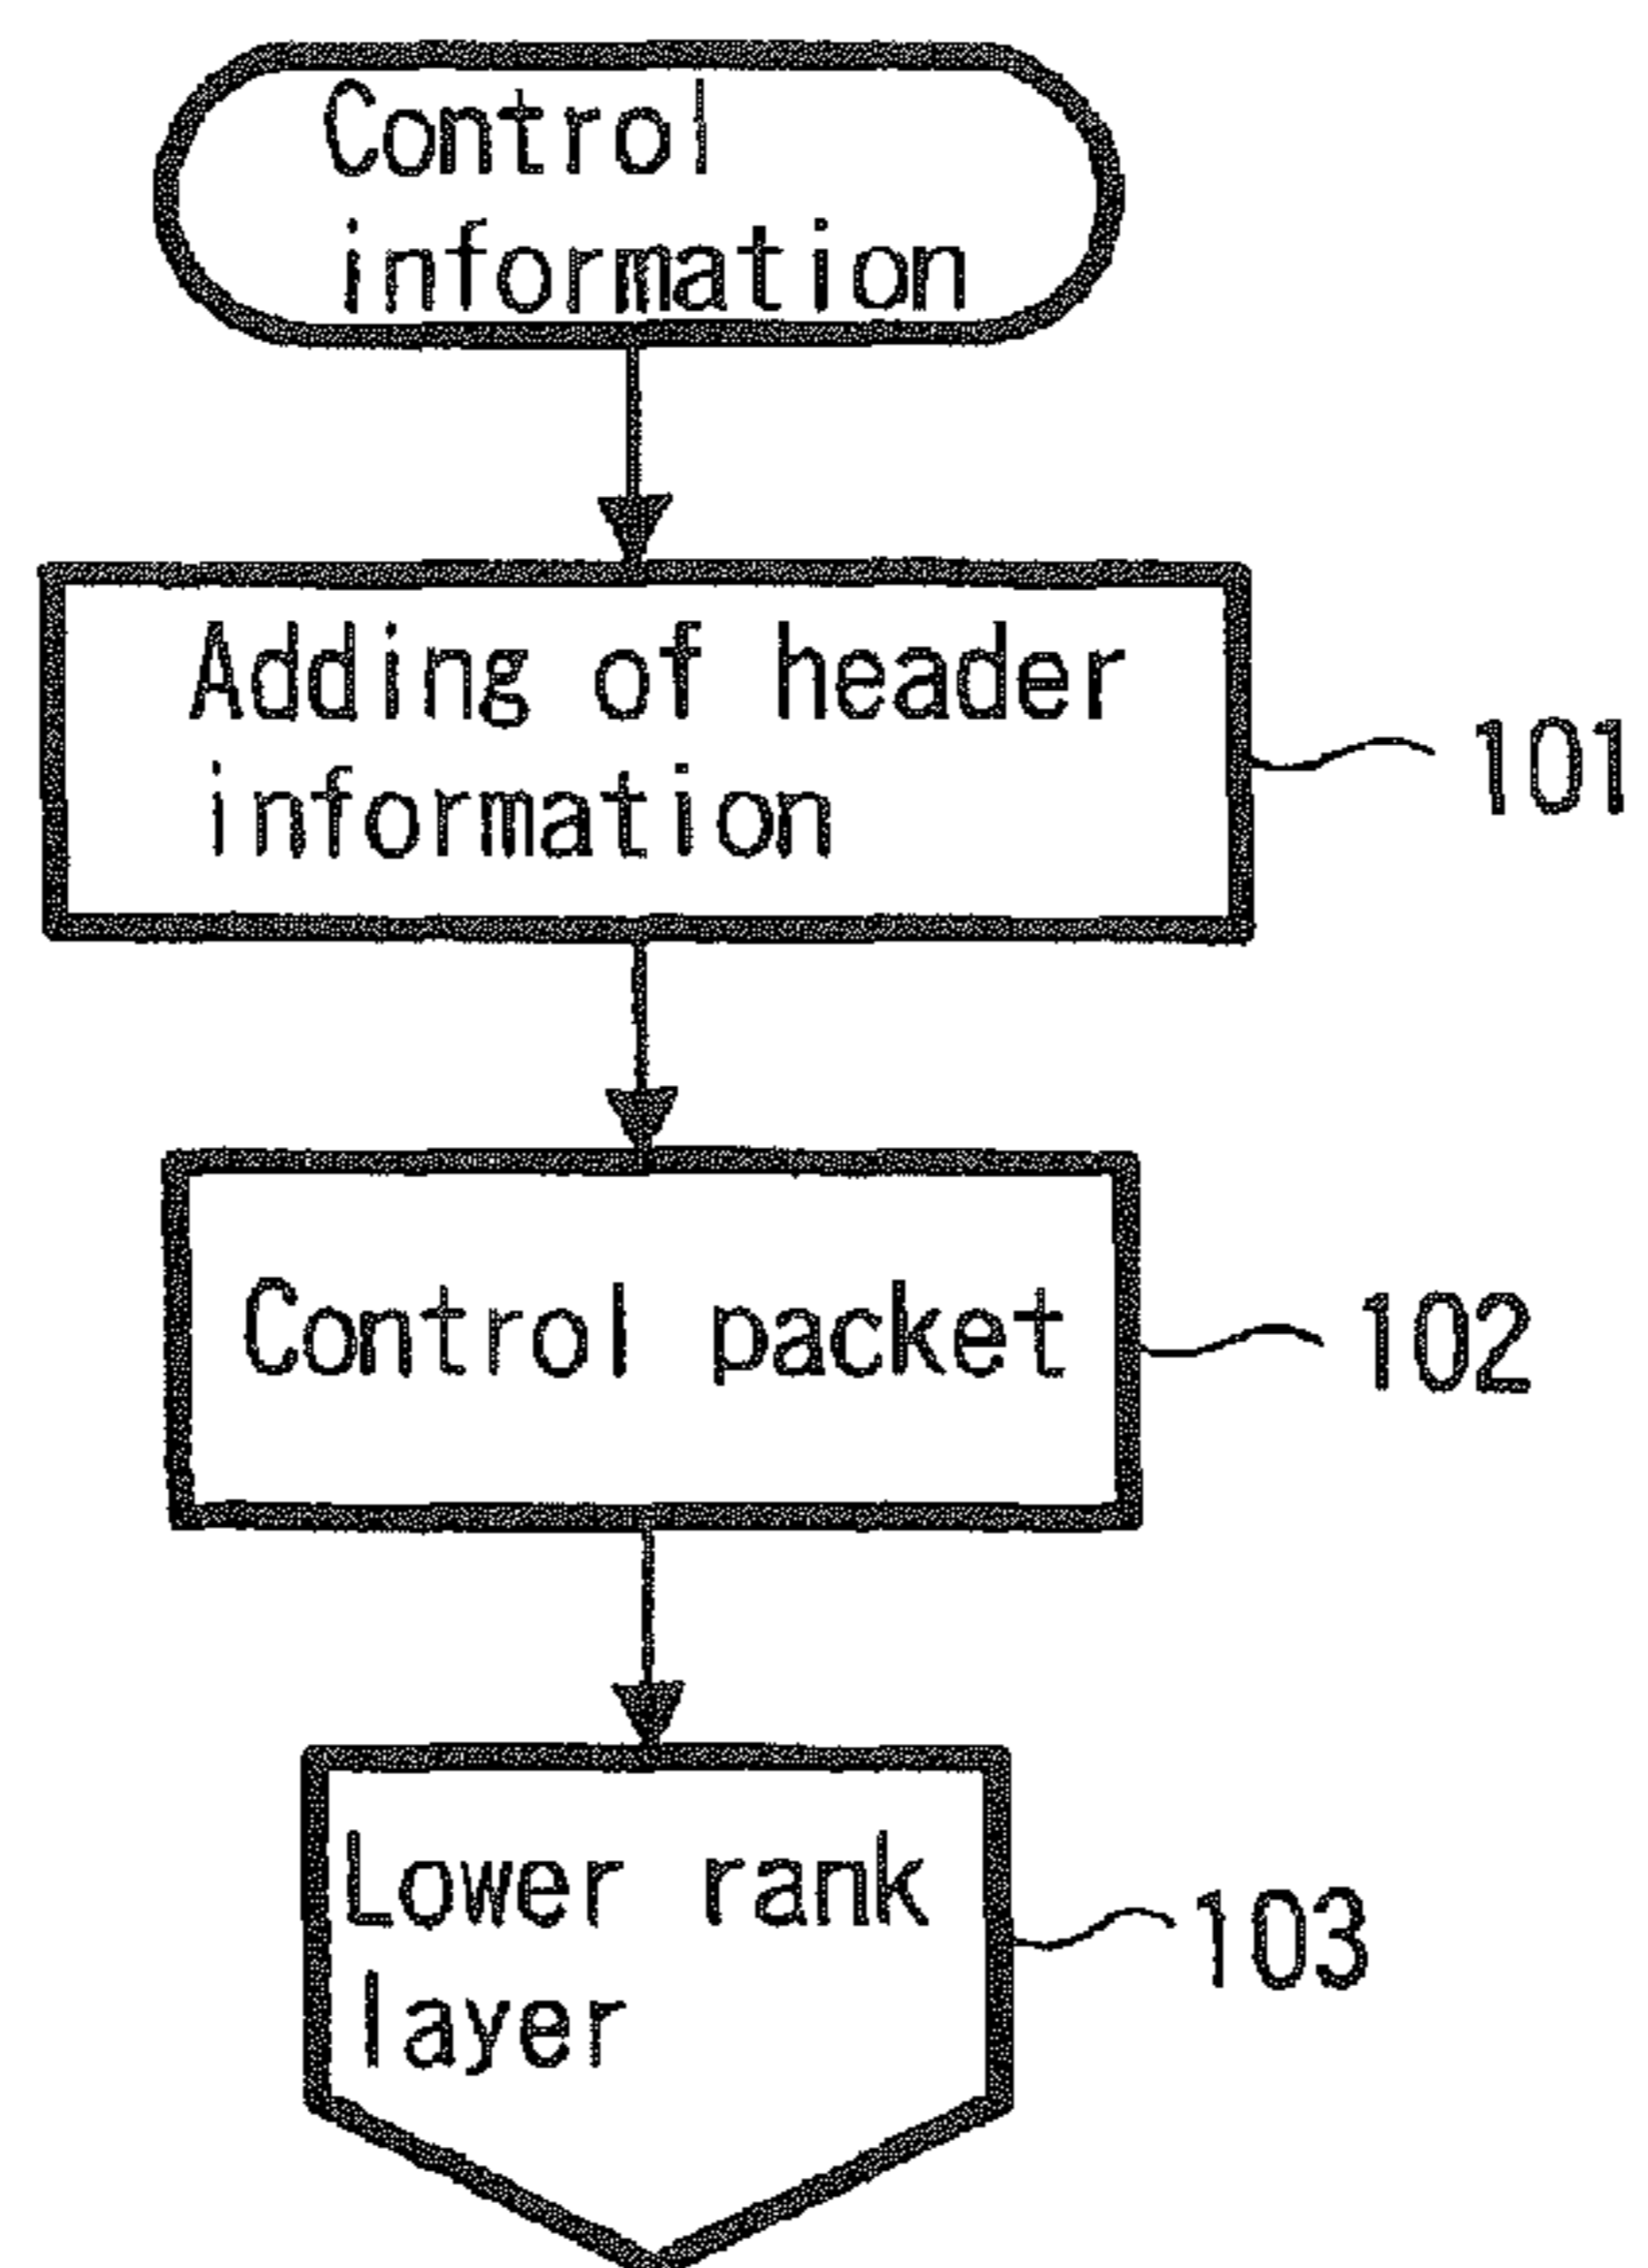 Control
information
Adding of header
information
101
Control packet
102
Lower rank
layer
103